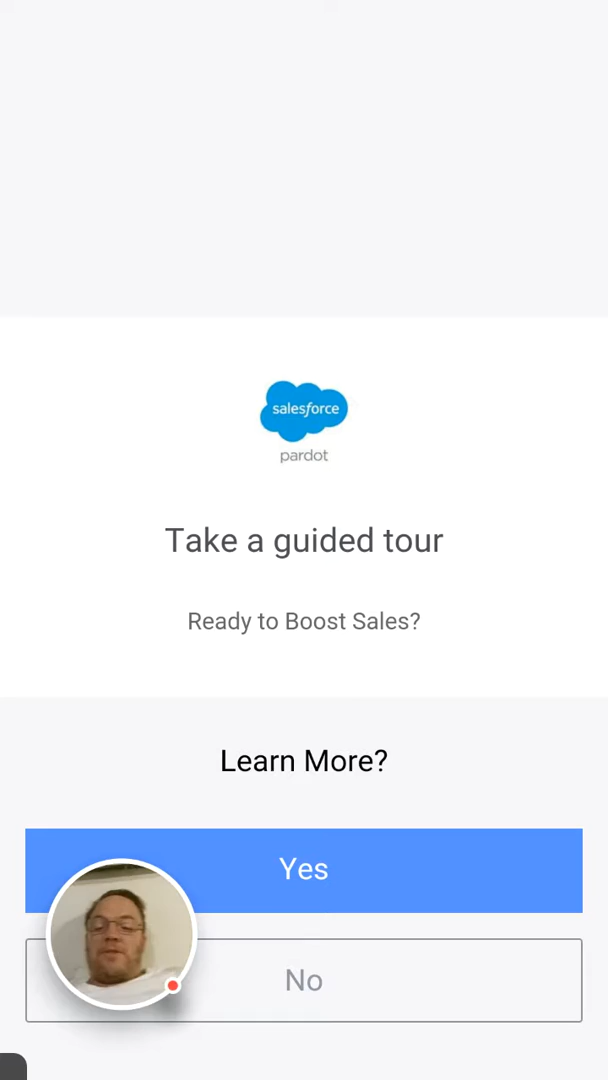 salesforce
pardot
Take a guided tour
Ready to Boost Sales?
Learn More?
Yes
No